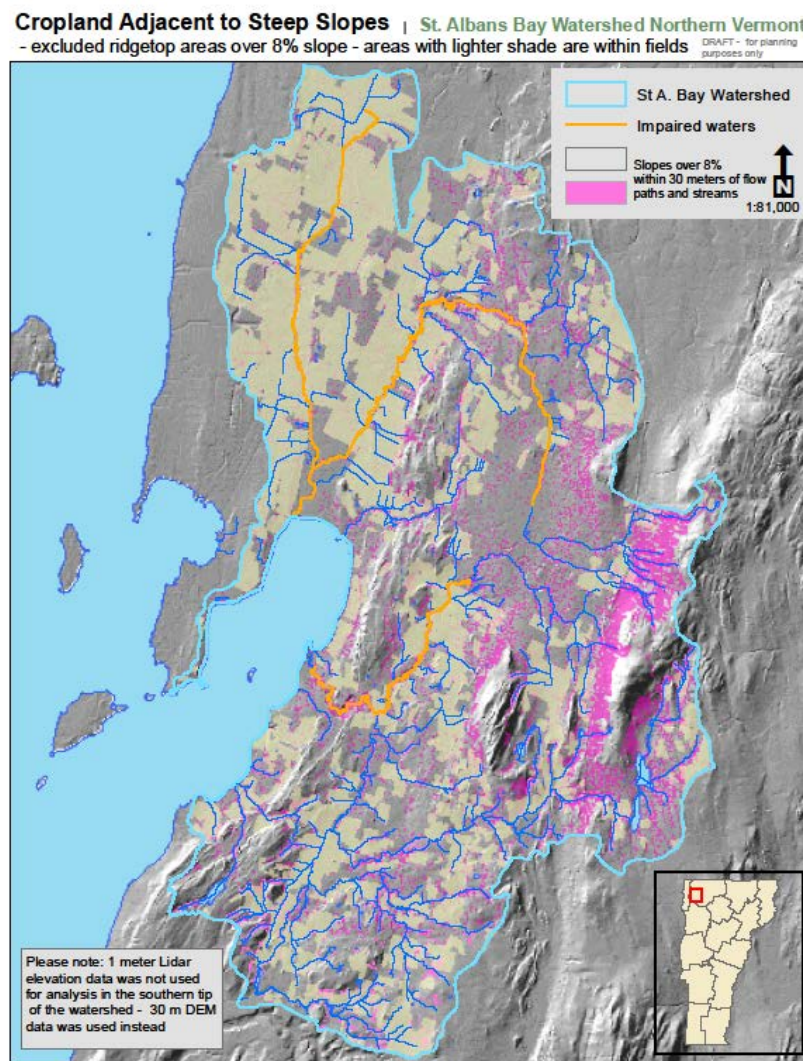 Cropland Adjacent to Steep Slopes | St. Albans Bay Watershed Northern Vermont
- excluded ridgetop areas over 8% slope - areas with lighter shade are within fields
DRAFT - for planning
purposes only
St A. Bay Watershed
Impaired waters
Slopes over 8%
within 30 meters of flow
paths and streams
N
1:81,000
Please note: 1 meter Lidar
elevation data was not used
for analysis in the southern tip
of the watershed - 30 m DEM
data was used instead